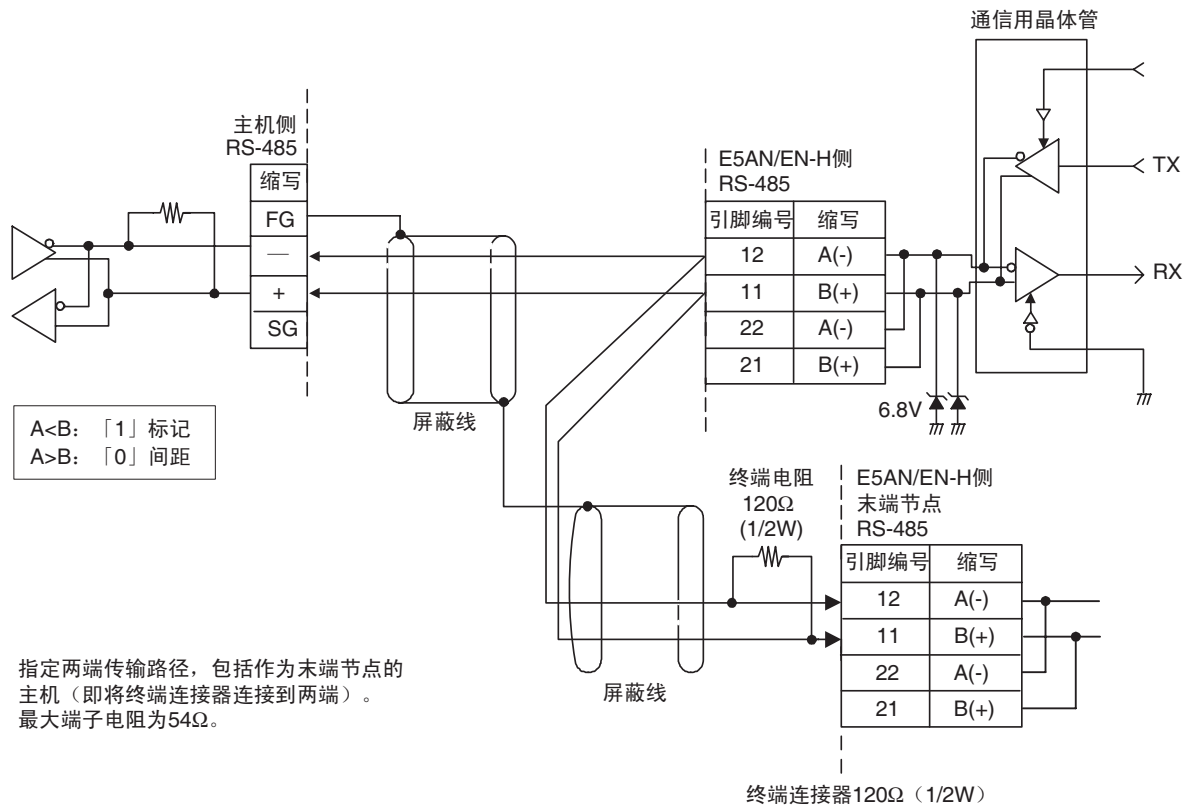 通信用晶体管
主机侧
RS-485
缩写
FG
—
+
SG
E5AN/EN-H侧
RS-485
引脚编号 缩写
12 A(-)
11 B(+)
22 A(-)
21 B(+)
TX
RX
6.8V
屏蔽线
A<B：「1」标记
A>B：「0」间距
终端电阻
120Ω
(1/2W)
E5AN/EN-H侧
末端节点
RS-485
引脚编号 缩写
12 A(-)
11 B(+)
22 A(-)
21 B(+)
屏蔽线
指定两端传输路径，包括作为末端节点的
主机（即将终端连接器连接到两端）。
最大端子电阻为54Ω。
终端连接器120Ω（1/2W）